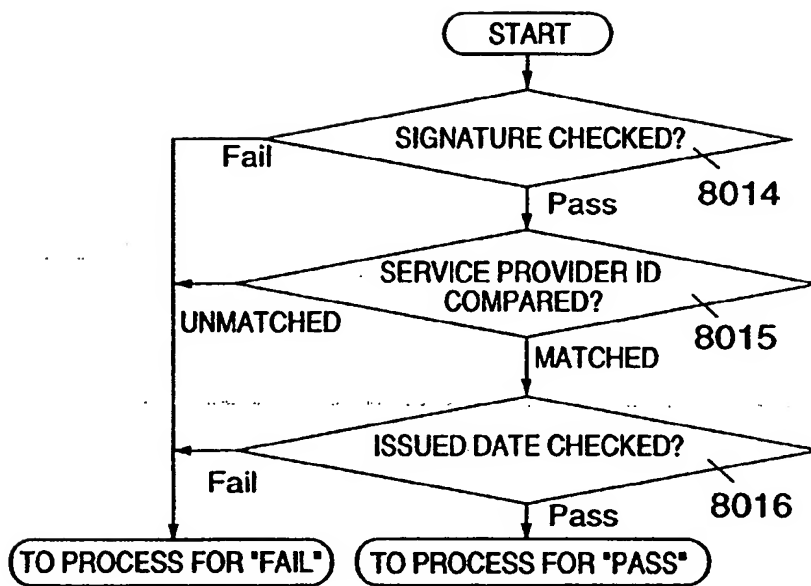 START
SIGNATURE CHECKED?
Fail
8014
Pass
SERVICE PROVIDER ID
COMPARED?
UNMATCHED
8015
MATCHED
ISSUED DATE CHECKED?
Fail
8016
Pass
TO PROCESS FOR "FAIL"
TO PROCESS FOR "PASS"